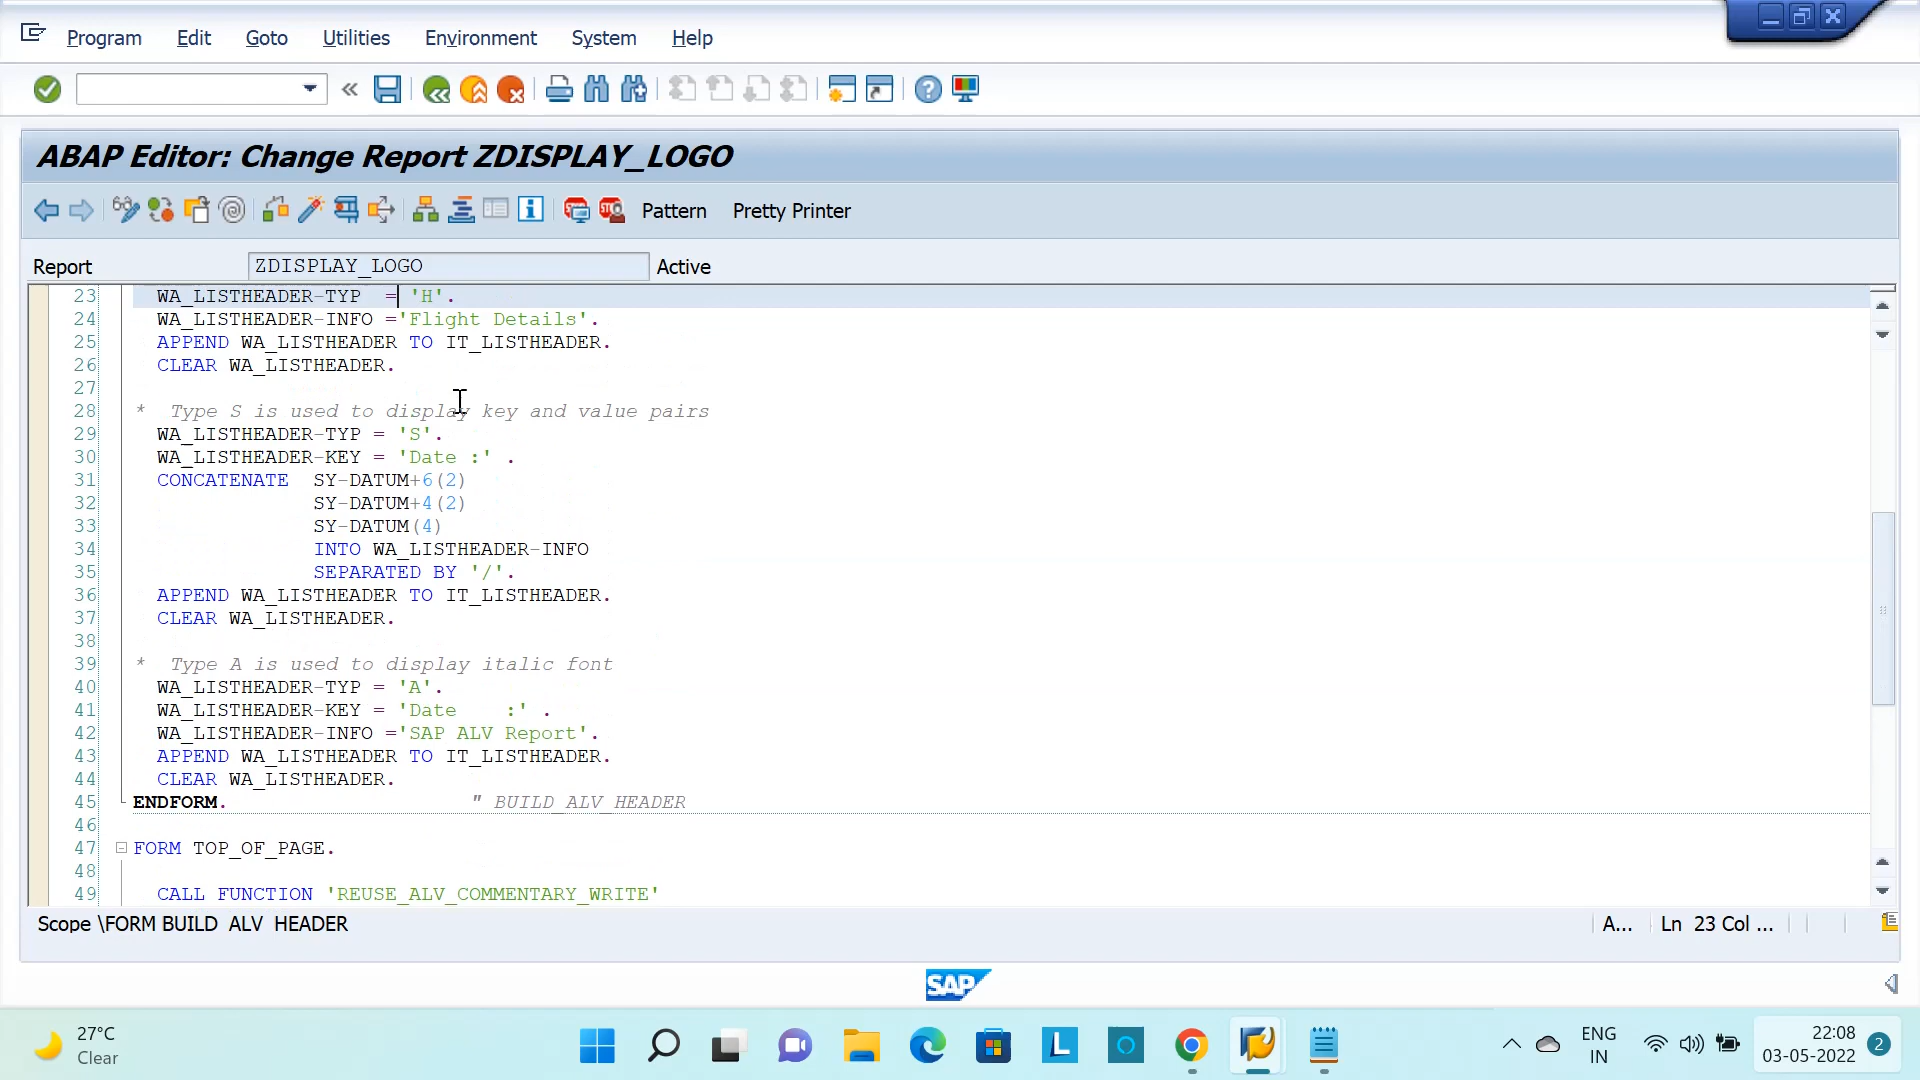 Program Edit Goto Utilities Environment System Help
ABAP Editor: Change Report ZDISPLAY_LOGO
Pattern Pretty Printer
Report ZDISPLAY_LOGO Active
23 WA_LISTHEADER-TYP = 'H'.
24 WA_LISTHEADER-INFO ='Flight Details'.
25 APPEND WA_LISTHEADER TO IT_LISTHEADER.
26 CLEAR WA_LISTHEADER.
27
28 * Type S is used to display key and value pairs
29 WA_LISTHEADER-TYP = 'S'.
30 WA_LISTHEADER-KEY = 'Date :' .
31 CONCATENATE SY-DATUM+6(2)
32 SY-DATUM+4(2)
33 SY-DATUM(4)
34 INTO WA_LISTHEADER-INFO
35 SEPARATED BY '/'.
36 APPEND WA_LISTHEADER TO IT_LISTHEADER.
37 CLEAR WA_LISTHEADER.
38
39 * Type A is used to display italic font
40 WA_LISTHEADER-TYP = 'A'.
41 WA_LISTHEADER-KEY = 'Date    :' .
42 WA_LISTHEADER-INFO ='SAP ALV Report'.
43 APPEND WA_LISTHEADER TO IT_LISTHEADER.
44 CLEAR WA_LISTHEADER.
45 ENDFORM. " BUILD_ALV_HEADER
46
47 FORM TOP_OF_PAGE.
48
49 CALL FUNCTION 'REUSE_ALV_COMMENTARY_WRITE'
Scope \FORM BUILD_ALV_HEADER A... Ln 23 Col ...
SAP
27°C
Clear
ENG
IN
22:08
03-05-2022
2